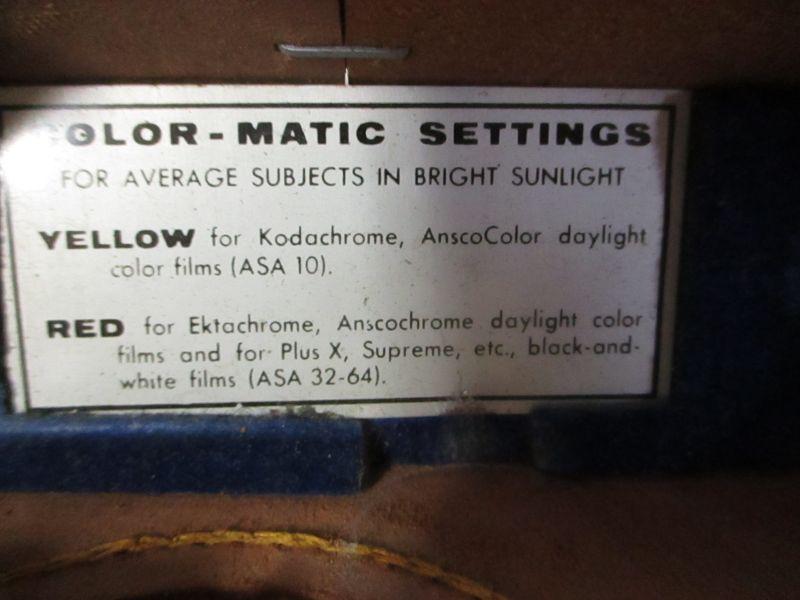 COLOR-MATIC SETTINGS
FOR AVERAGE SUBJECTS IN BRIGHT SUNLIGHT
YELLOW for Kodachrome, AnscoColor daylight
color films (ASA 10).
RED for Ektachrome, Anscochrome daylight color
films and for Plus X, Supreme, etc., black-and-
white films (ASA 32-64).